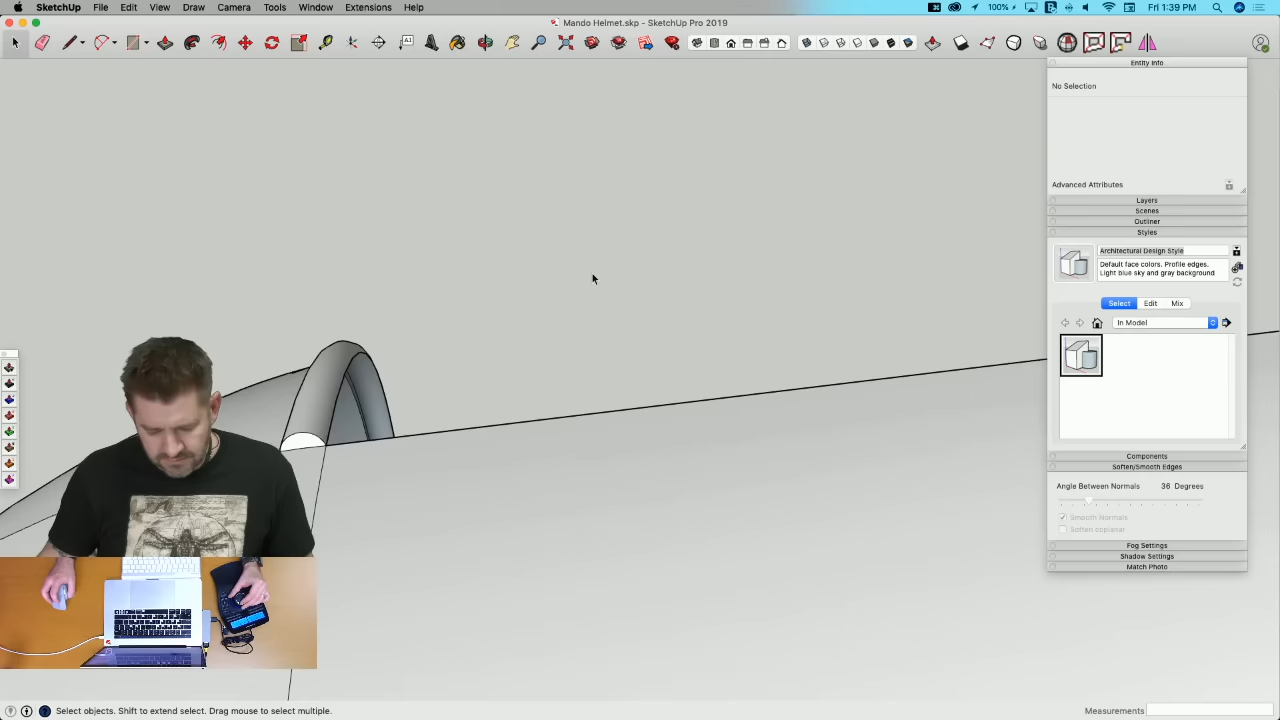 SketchUp File Edit View Draw Camera Tools Window Extensions Help
100% Fri 1:39 PM
Mando Helmet.skp - SketchUp Pro 2019
Entity Info
No Selection
Advanced Attributes
Layers
Scenes
Outliner
Styles
Architectural Design Style
Default face colors. Profile edges.
Light blue sky and gray background
Select Edit Mix
In Model
Components
Soften/Smooth Edges
Angle Between Normals 36 Degrees
Smooth Normals
Soften coplanar
Fog Settings
Shadow Settings
Match Photo
Select objects. Shift to extend select. Drag mouse to select multiple.
Measurements